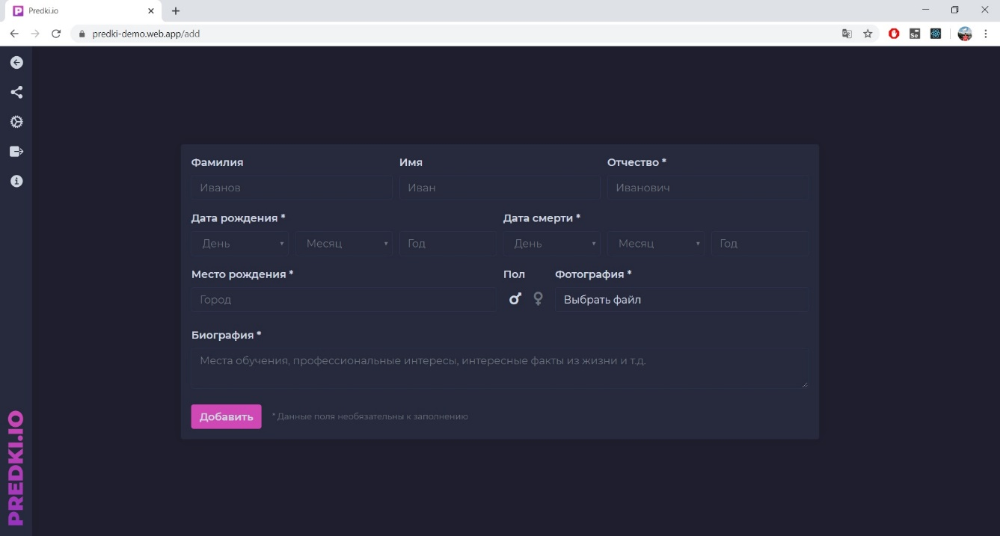 Predki.io
predki-demo.web.app/add
Se
Фамилия Имя Отчество *
Иванов Иван Иванович
Дата рождения * Дата смерти *
День Месяц Год День Месяц Год
Место рождения * Пол Фотография *
Город Выбрать файл
Биография *
Места обучения, профессиональные интересы, интересные факты из жизни и т.д.
Добавить * Данные поля необязательны к заполнению
PREDKI.IO